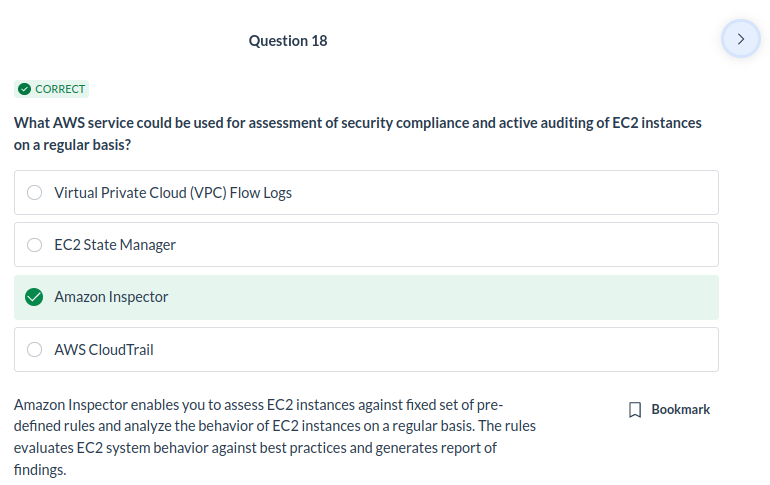 Question 18
CORRECT
What AWS service could be used for assessment of security compliance and active auditing of EC2 instances
on a regular basis?
Virtual Private Cloud (VPC) Flow Logs
EC2 State Manager
Amazon Inspector
AWS CloudTrail
Amazon Inspector enables you to assess EC2 instances against fixed set of pre-
defined rules and analyze the behavior of EC2 instances on a regular basis. The rules
evaluates EC2 system behavior against best practices and generates report of
findings.
Bookmark